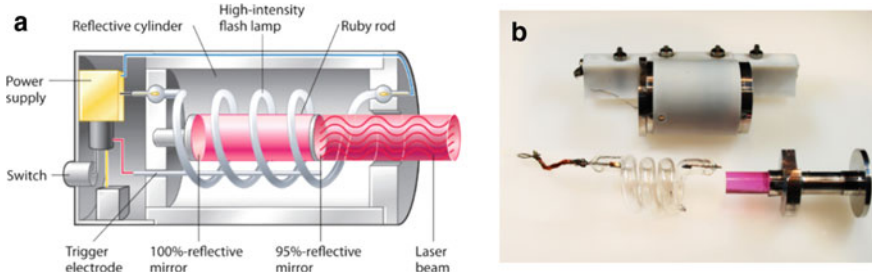 a
High-intensity
flash lamp
Reflective cylinder
Ruby rod
Power
supply
Switch
Trigger
electrode
100%-reflective
mirror
95%-reflective
mirror
Laser
beam
b